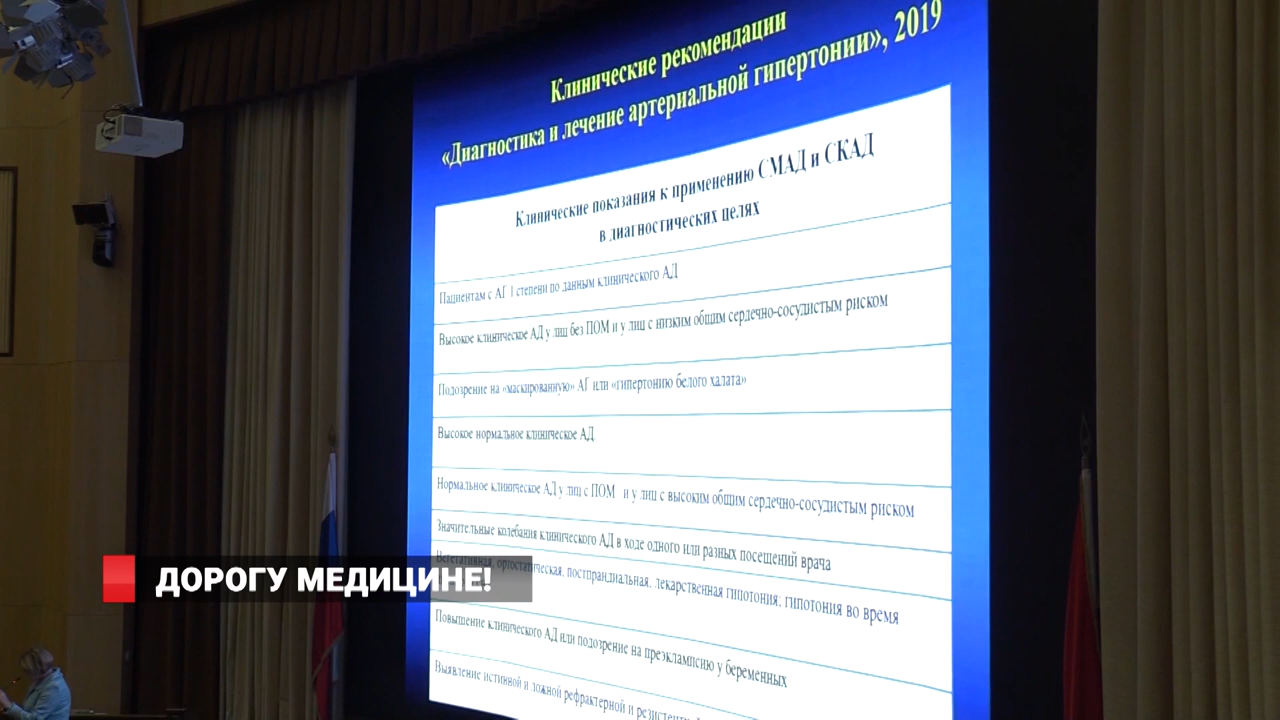 Клинические рекомендации
«Диагностика и лечение артериальной гипертонии», 2019
Клинические показания к применению СМАД и СКАД
в диагностических целях
Пациентам с АГ 1 степени по данным клинического АД
Высокое клиническое АД у лиц без ПОМ и у лиц с низким общим сердечно-сосудистым риском
Подозрение на «маскированную» АГ или «гипертонию белого халата»
Высокое нормальное клиническое АД
Нормальное клиническое АД у лиц с ПОМ и у лиц с высоким общим сердечно-сосудистым риском
Значительные колебания клинического АД в ходе одного или разных посещений врача
Вегетативная, ортостатическая, постпрандиальная, лекарственная гипотония; гипотония во время
ДОРОГУ МЕДИЦИНЕ!
Повышение клинического АД или подозрение на преэклампсию у беременных
Выявление истинной и ложной рефрактерной и